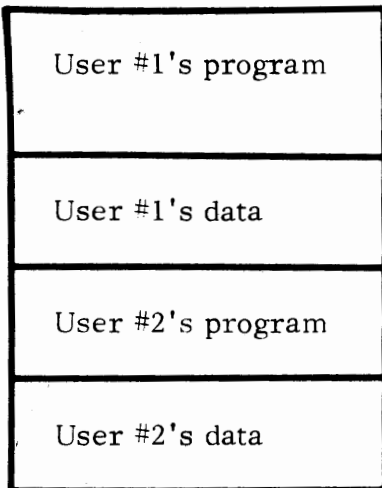 User #1's program
User #1's data
User #2's program
User #2's data